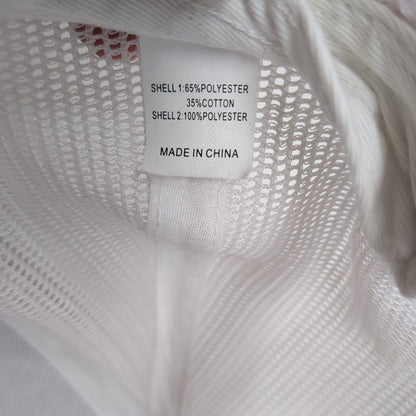 SHELL 1:65%POLYESTER
35%COTTON
SHELL 2:100%POLYESTER
MADE IN CHINA